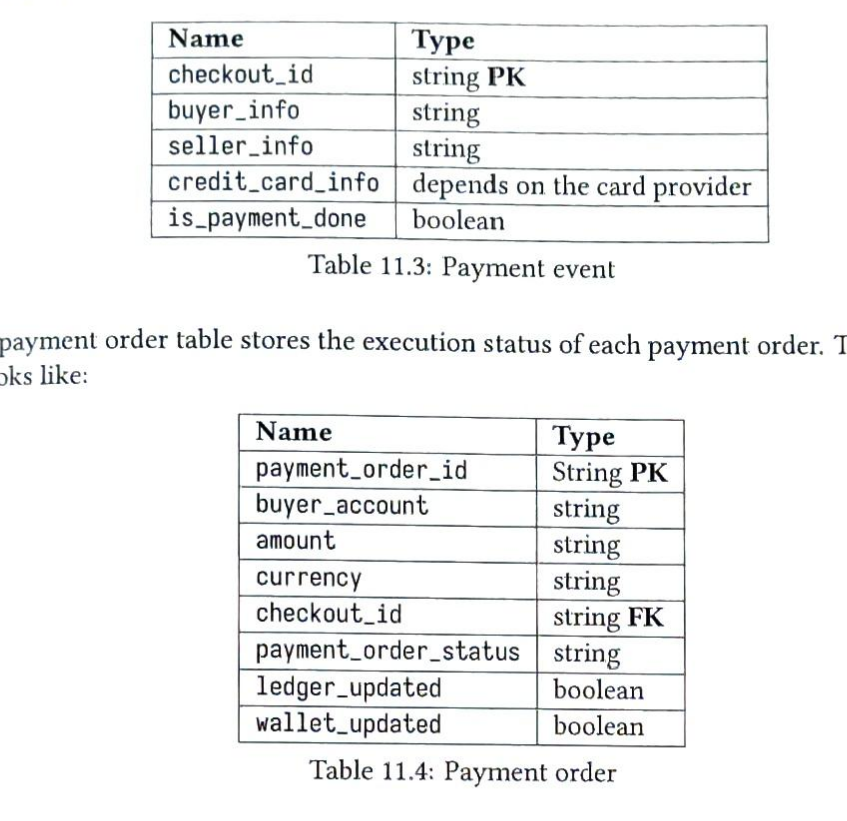 Name Type
checkout_id string PK
buyer_info string
seller_info string
credit_card_info depends on the card provider
is_payment_done boolean
Table 11.3: Payment event
payment order table stores the execution status of each payment order. T
oks like:
Name Type
payment_order_id String PK
buyer_account string
amount string
currency string
checkout_id string FK
payment_order_status string
ledger_updated boolean
wallet_updated boolean
Table 11.4: Payment order